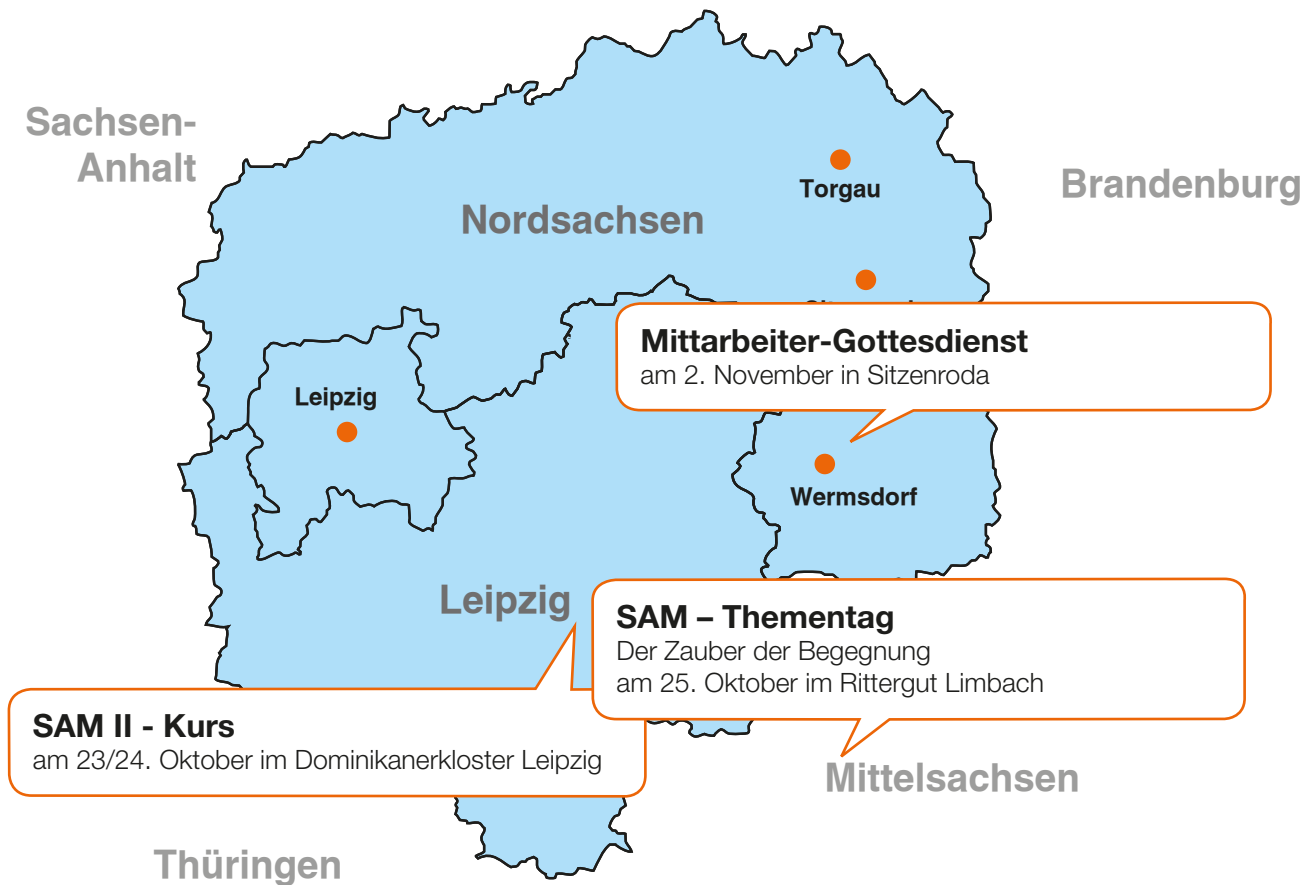 Sachsen-
Anhalt
Brandenburg
Torgau
Nordsachsen
Mittarbeiter-Gottesdienst
am 2. November in Sitzenroda
Leipzig
Wermsdorf
Leipzig
SAM – Thementag
Der Zauber der Begegnung
am 25. Oktober im Rittergut Limbach
SAM II - Kurs
am 23/24. Oktober im Dominikanerkloster Leipzig
Mittelsachsen
Thüringen